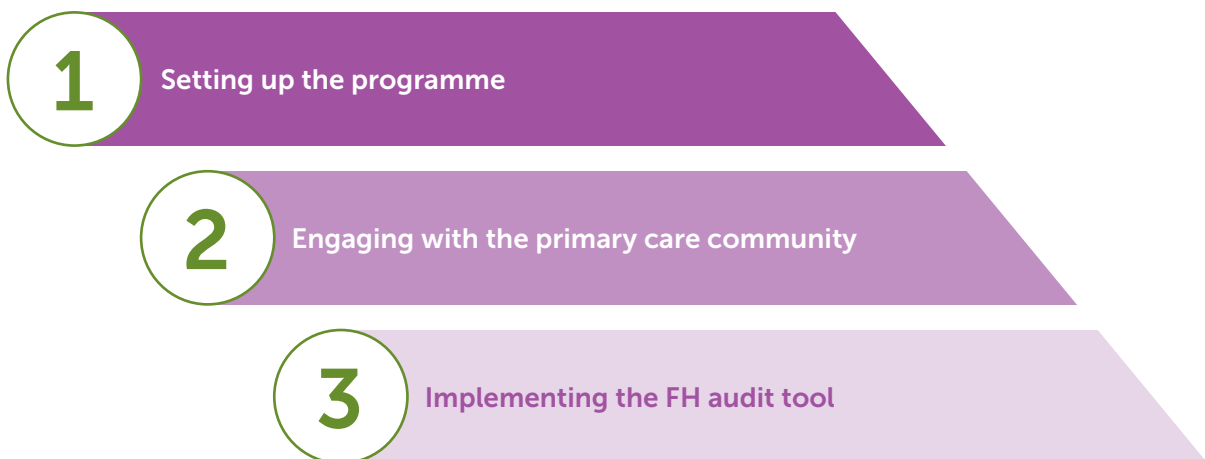 1
Setting up the programme
2
Engaging with the primary care community
3
Implementing the FH audit tool